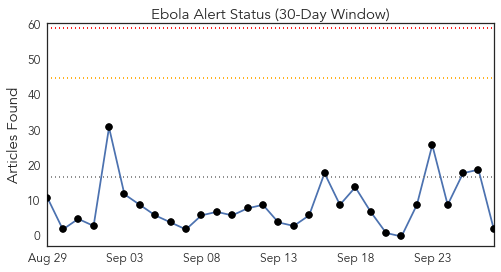 Ebola Alert Status (30-Day Window)
Articles Found
60
50
40
30
20
10
0
Aug 29 Sep 03 Sep 08 Sep 13 Sep 18 Sep 23